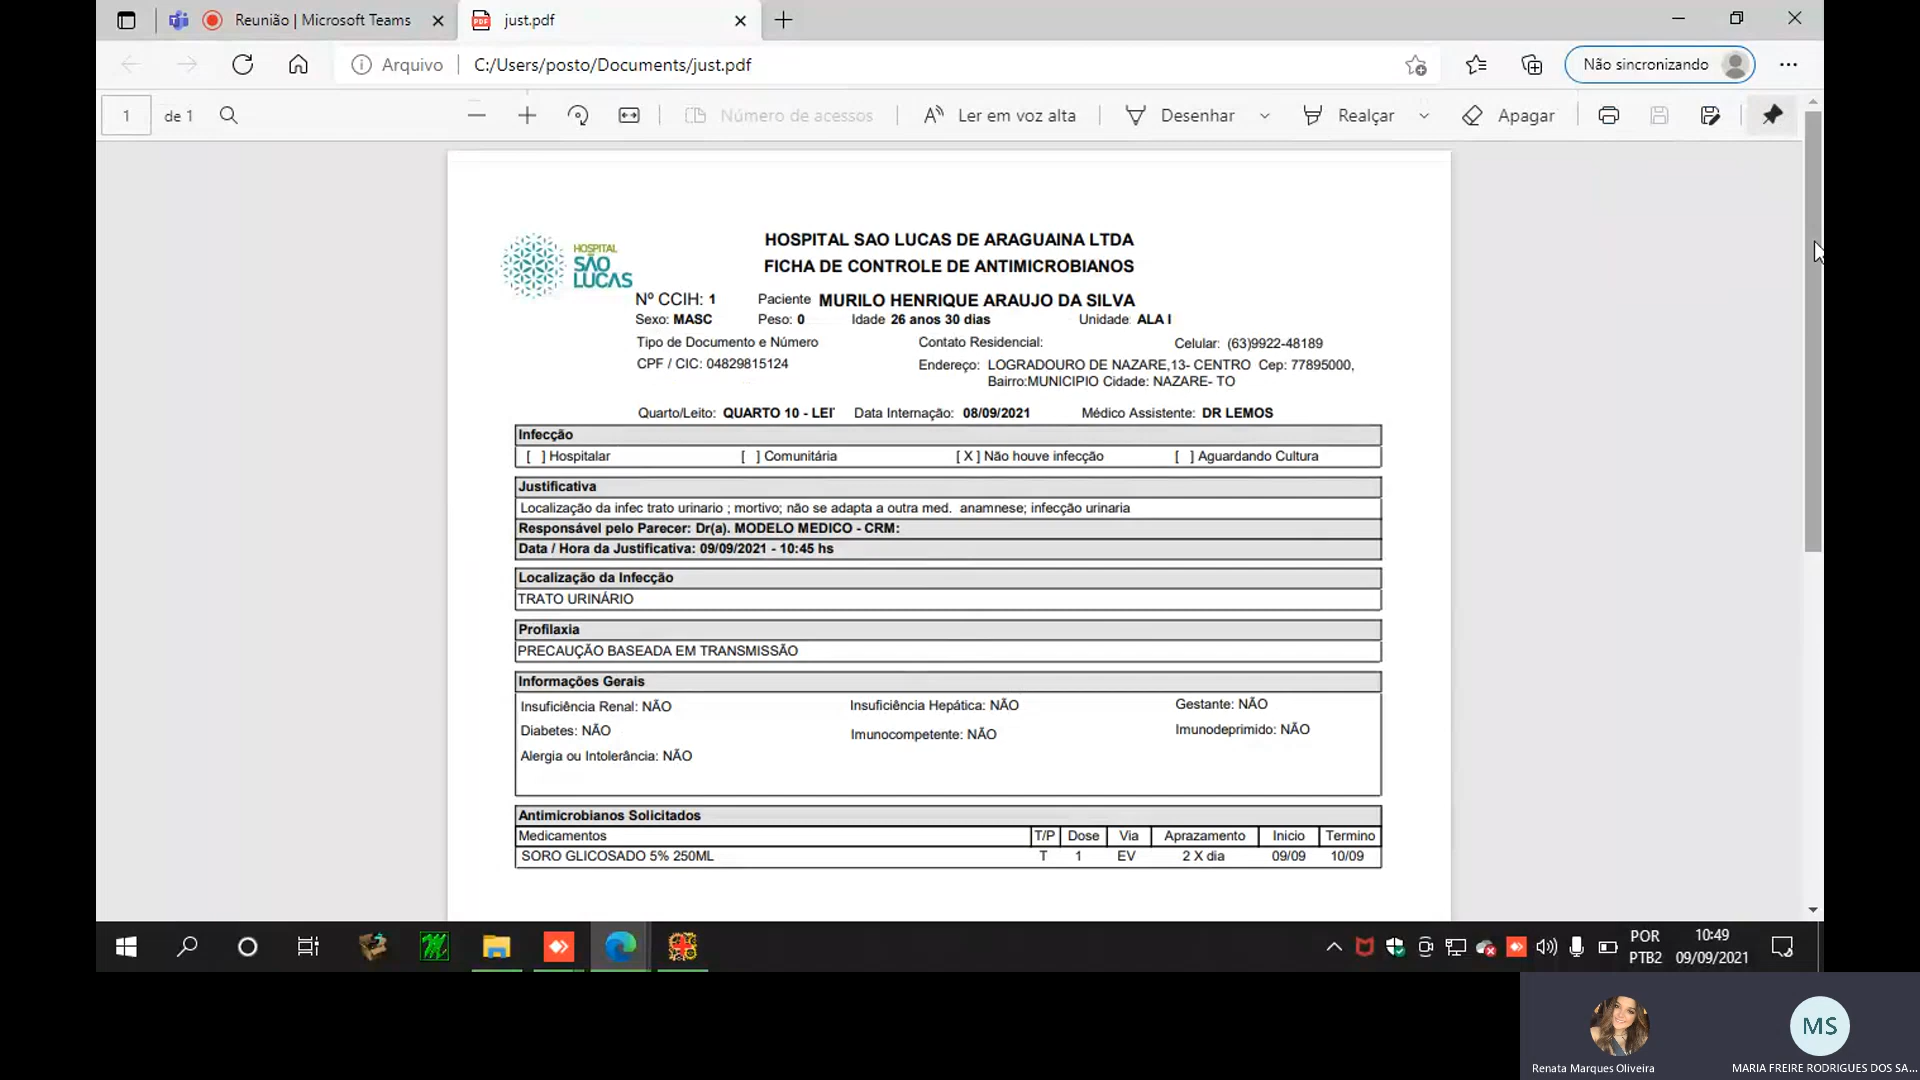 Reunião | Microsoft Teams
just.pdf
Arquivo
C:/Users/posto/Documents/just.pdf
Não sincronizando
1
de 1
Número de acessos
Ler em voz alta
Desenhar
Realçar
Apagar
HOSPITAL SÃO LUCAS
HOSPITAL SAO LUCAS DE ARAGUAINA LTDA
FICHA DE CONTROLE DE ANTIMICROBIANOS
Nº CCIH: 1 Paciente MURILO HENRIQUE ARAUJO DA SILVA
Sexo: MASC Peso: 0 Idade 26 anos 30 dias Unidade: ALA I
Tipo de Documento e Número Contato Residencial: Celular: (63)9922-48189
CPF / CIC: 04829815124 Endereço: LOGRADOURO DE NAZARE,13- CENTRO Cep: 77895000,
Bairro:MUNICIPIO Cidade: NAZARE- TO
Quarto/Leito: QUARTO 10 - LEI Data Internação: 08/09/2021 Médico Assistente: DR LEMOS
Infecção
[ ] Hospitalar [ ] Comunitária [ X ] Não houve infecção [ ] Aguardando Cultura
Justificativa
Localização da infec trato urinario ; mortivo; não se adapta a outra med. anamnese; infecção urinaria
Responsável pelo Parecer: Dr(a). MODELO MEDICO - CRM:
Data / Hora da Justificativa: 09/09/2021 - 10:45 hs
Localização da Infecção
TRATO URINÁRIO
Profilaxia
PRECAUÇÃO BASEADA EM TRANSMISSÃO
Informações Gerais
Insuficiência Renal: NÃO Insuficiência Hepática: NÃO Gestante: NÃO
Diabetes: NÃO Imunocompetente: NÃO Imunodeprimido: NÃO
Alergia ou Intolerância: NÃO
Antimicrobianos Solicitados
Medicamentos T/P Dose Via Aprazamento Inicio Termino
SORO GLICOSADO 5% 250ML T 1 EV 2 X dia 09/09 10/09
POR 10:49
PTB2 09/09/2021
MS
Renata Marques Oliveira MARIA FREIRE RODRIGUES DOS SA...